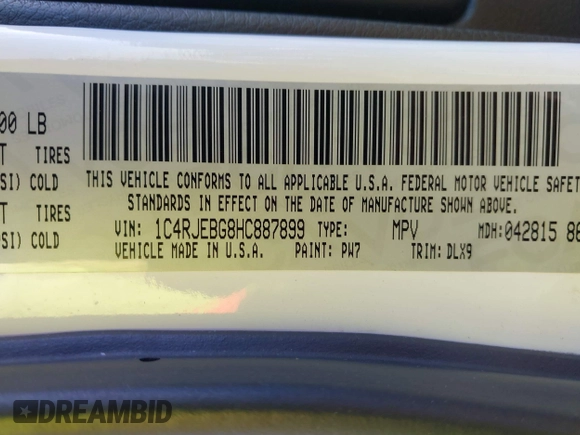 00 LB
T TIRES
SI) COLD
T TIRES
PSI) COLD
THIS VEHICLE CONFORMS TO ALL APPLICABLE U.S.A. FEDERAL MOTOR VEHICLE SAFET
STANDARDS IN EFFECT ON THE DATE OF MANUFACTURE SHOWN ABOVE.
VIN: 1C4RJEBG8HC887899 TYPE: MPV MDH: 042815 86
VEHICLE MADE IN U.S.A. PAINT: PW7 TRIM: DLX9
DREAMBID